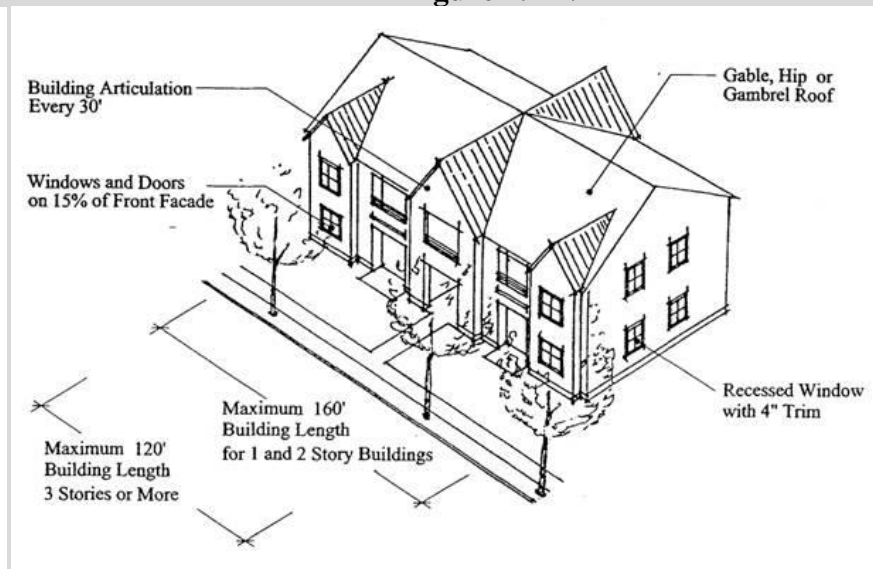 Building Articulation
Every 30'
Gable, Hip or
Gambrel Roof
Windows and Doors
on 15% of Front Facade
Recessed Window
with 4" Trim
Maximum 160'
Building Length
for 1 and 2 Story Buildings
Maximum 120'
Building Length
3 Stories or More